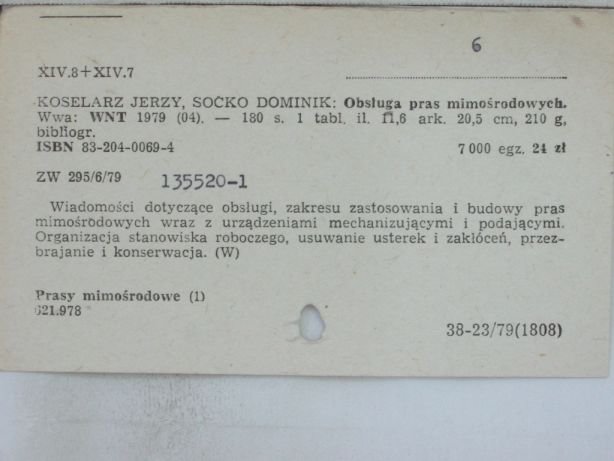 6
XIV.8+XIV.7
KOSELARZ JERZY, SOĆKO DOMINIK: Obsługa pras mimośrodowych.
Wwa: WNT 1979 (04). — 180 s. 1 tabl. il. 11,6 ark. 20,5 cm, 210 g,
bibliogr.
ISBN 83-204-0069-4 7 000 egz. 24 zł
ZW 295/6/79 135520-1
Wiadomości dotyczące obsługi, zakresu zastosowania i budowy pras
mimośrodowych wraz z urządzeniami mechanizującymi i podającymi.
Organizacja stanowiska roboczego, usuwanie usterek i zakłóceń, przez-
brajanie i konserwacja. (W)
Prasy mimośrodowe (1)
621.978
38-23/79(1808)